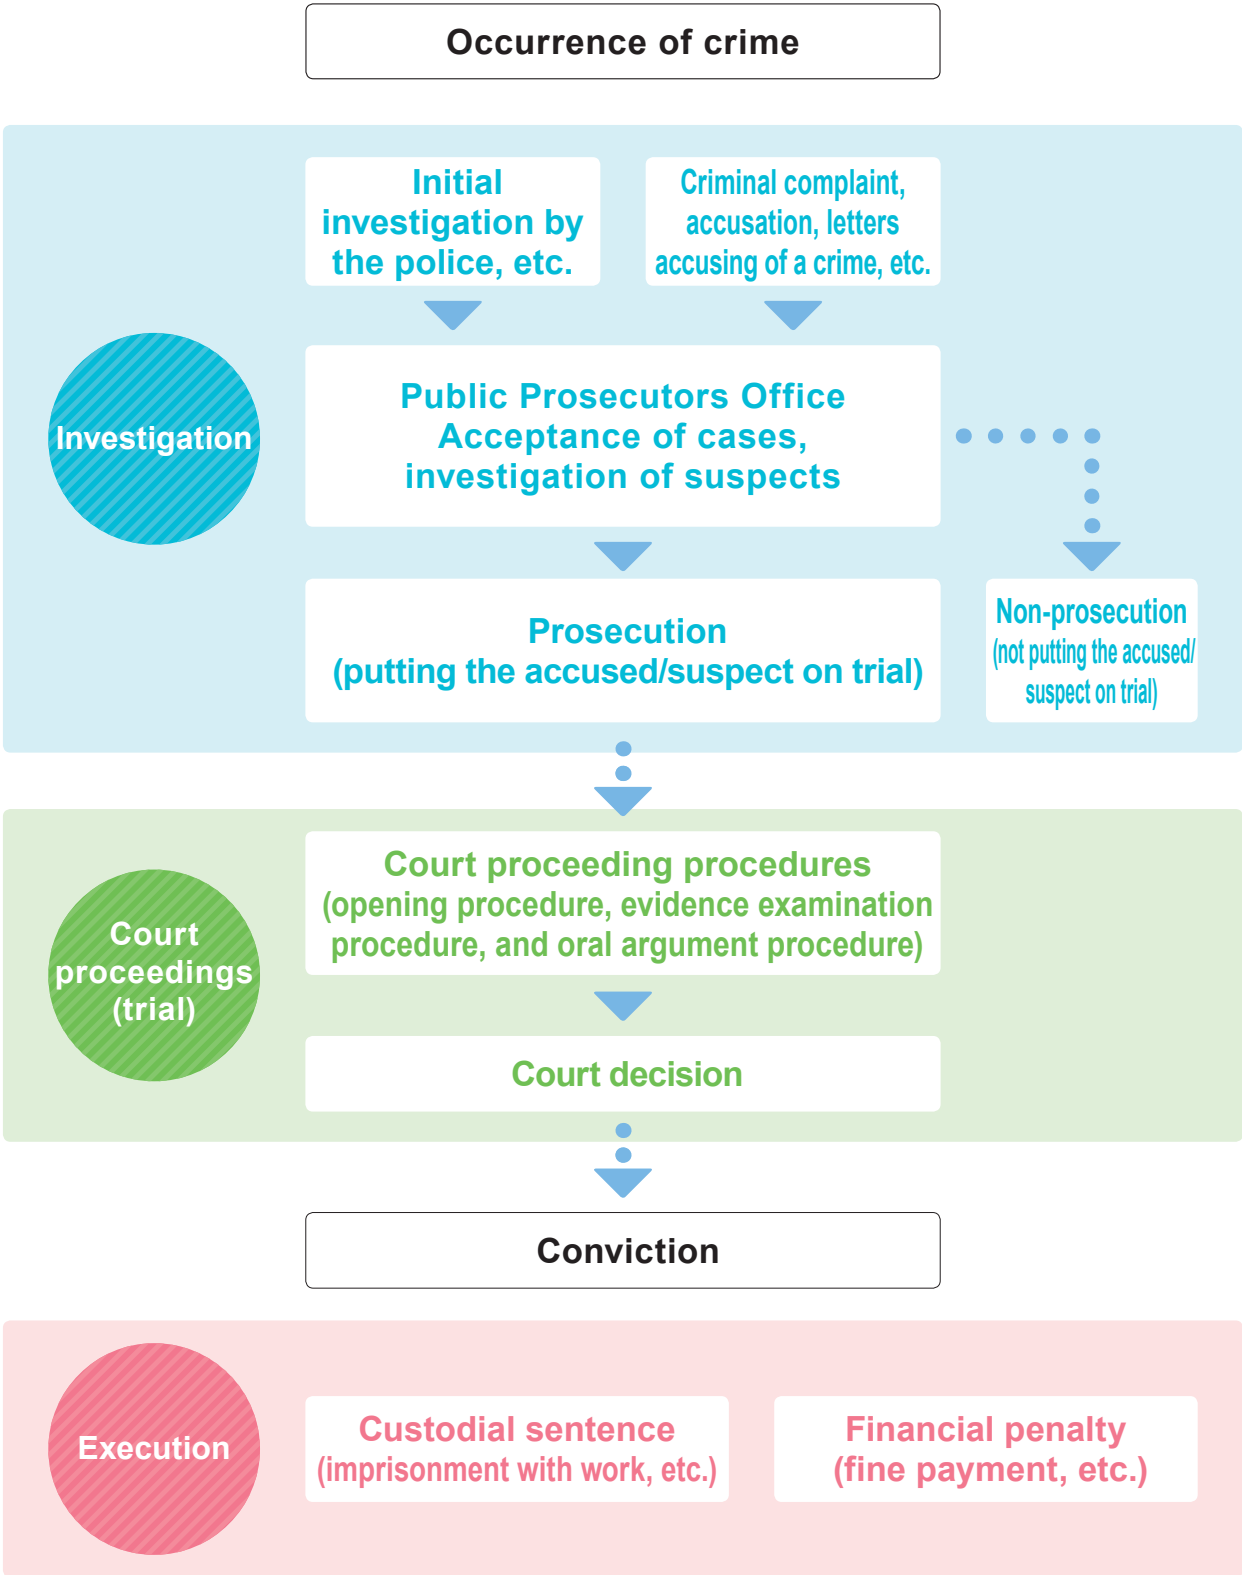 Occurrence of crime
Initial
investigation by
the police, etc.
Criminal complaint,
accusation, letters
accusing of a crime, etc.
Investigation
Public Prosecutors Office
Acceptance of cases,
investigation of suspects
Prosecution
(putting the accused/suspect on trial)
Non-prosecution
(not putting the accused/
suspect on trial)
Court
proceedings
(trial)
Court proceeding procedures
(opening procedure, evidence examination
procedure, and oral argument procedure)
Court decision
Conviction
Execution
Custodial sentence
(imprisonment with work, etc.)
Financial penalty
(fine payment, etc.)